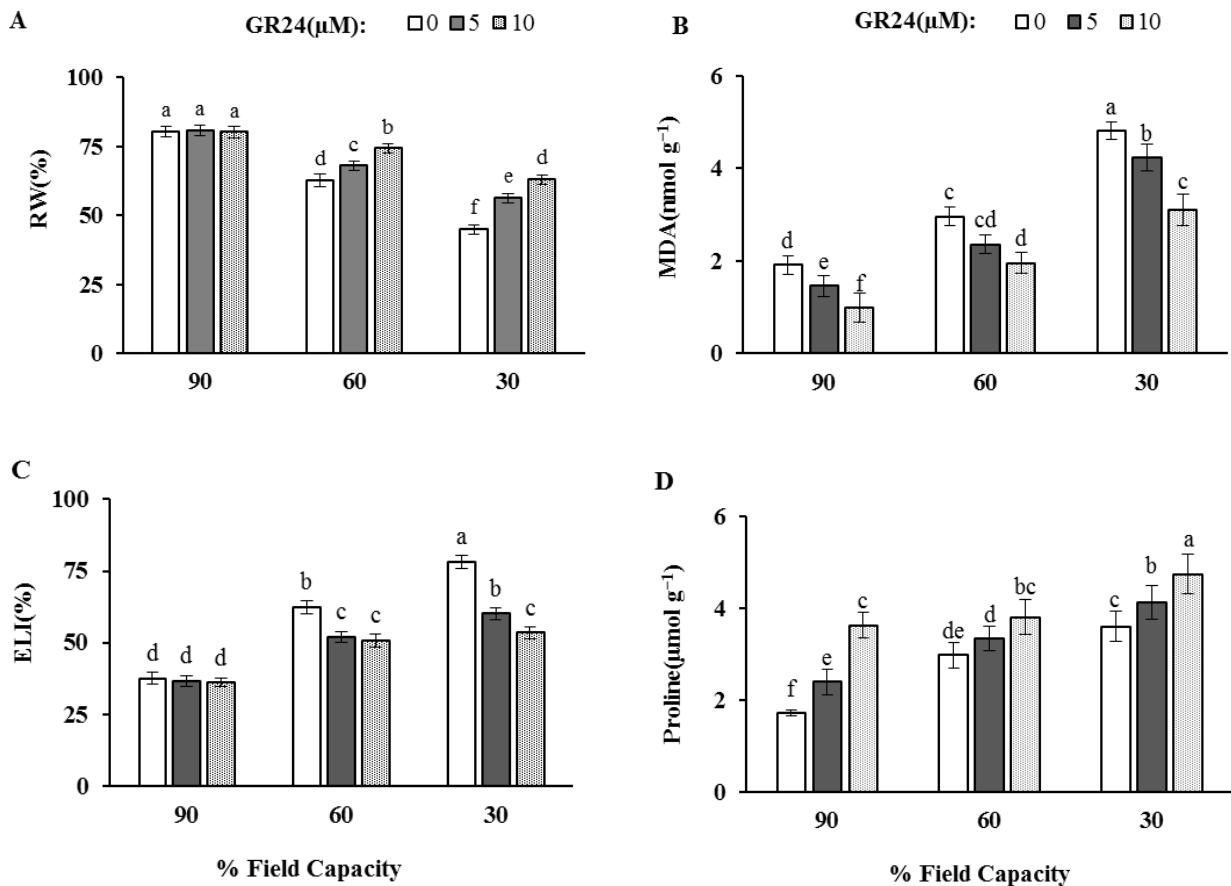 A
GR24(μM): 0 5 10
RW(%)
100
75
50
25
0
a a a
d c b
f e d
90 60 30
B
GR24(μM): 0 5 10
MDA(nmol g⁻¹)
6
4
2
0
d e f
c cd d
a b c
90 60 30
C
ELI(%)
100
75
50
25
0
d d d
b c c
a b c
90 60 30
% Field Capacity
D
Proline(μmol g⁻¹)
6
4
2
0
f e c
de d bc
c b a
90 60 30
% Field Capacity